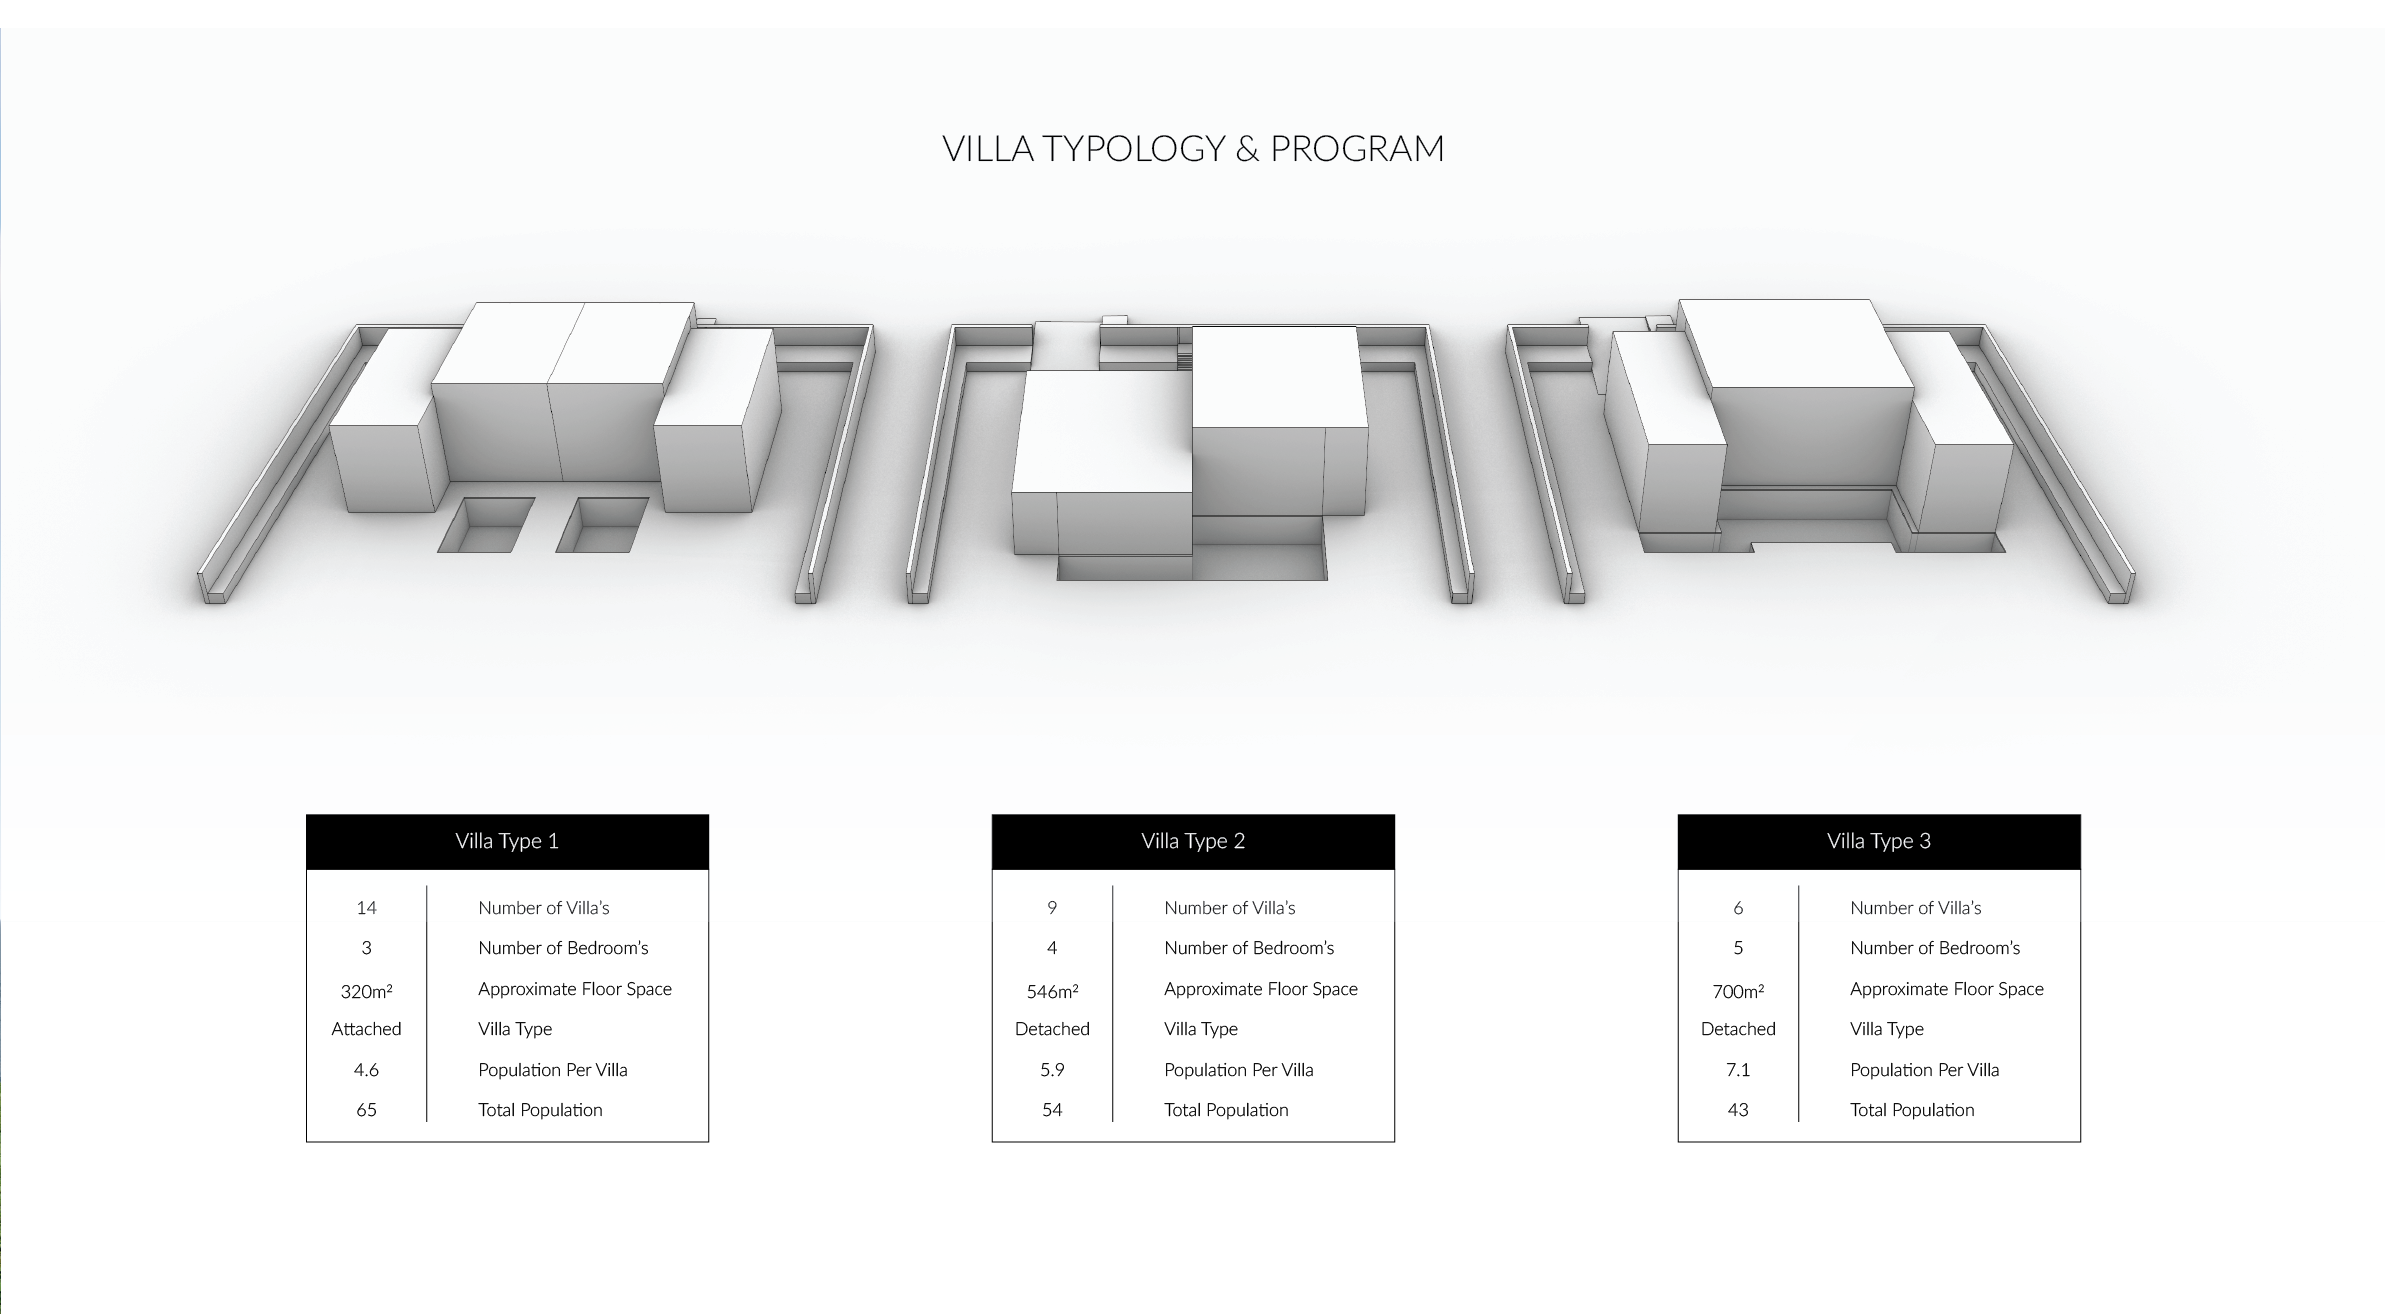 VILLA TYPOLOGY & PROGRAM
Villa Type 1
14 Number of Villa's
3 Number of Bedroom's
320m² Approximate Floor Space
Attached Villa Type
4.6 Population Per Villa
65 Total Population
Villa Type 2
9 Number of Villa's
4 Number of Bedroom's
546m² Approximate Floor Space
Detached Villa Type
5.9 Population Per Villa
54 Total Population
Villa Type 3
6 Number of Villa's
5 Number of Bedroom's
700m² Approximate Floor Space
Detached Villa Type
7.1 Population Per Villa
43 Total Population